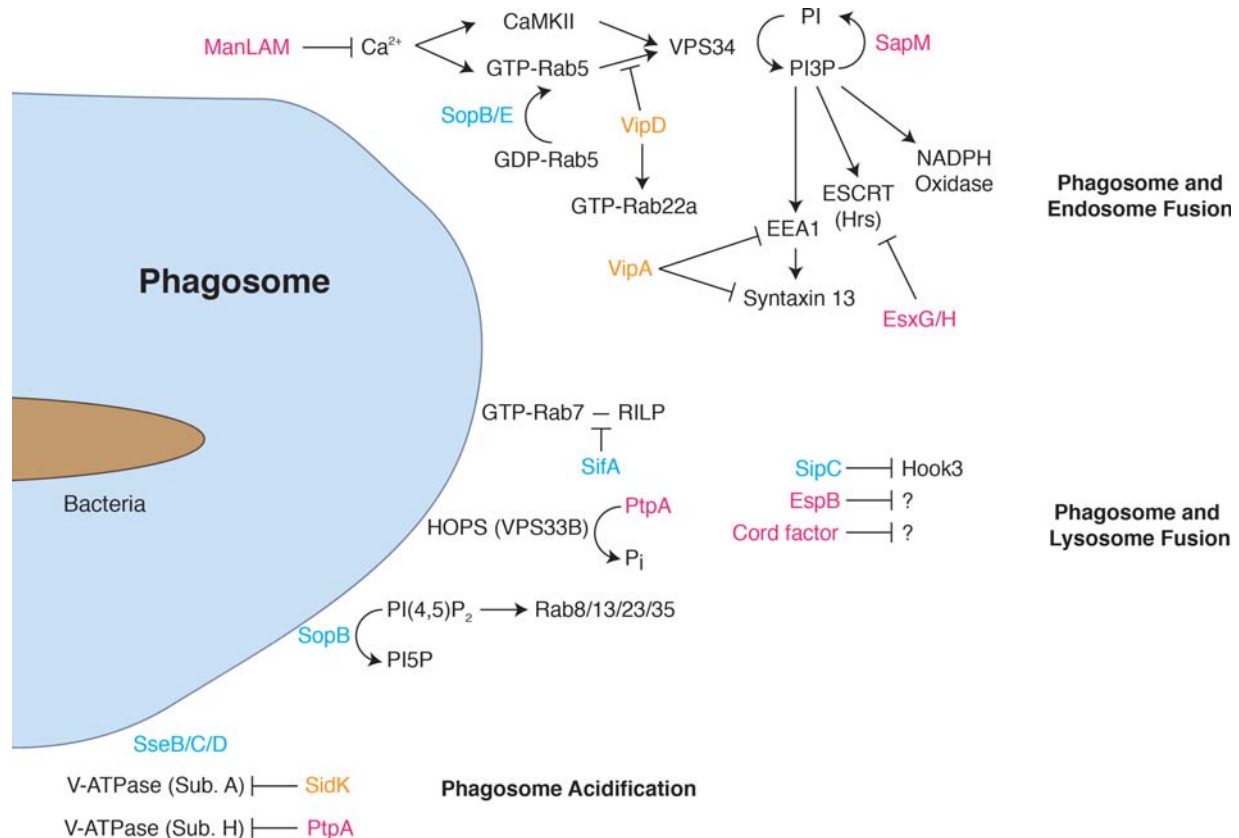 CaMKII
PI
ManLAM
Ca²⁺
VPS34
SapM
GTP-Rab5
PI3P
SopB/E
VipD
GDP-Rab5
NADPH
Oxidase
GTP-Rab22a
ESCRT
(Hrs)
Phagosome and
Endosome Fusion
EEA1
VipA
Phagosome
Syntaxin 13
EsxG/H
GTP-Rab7
RILP
SifA
SipC
Hook3
Bacteria
PtpA
EspB
?
HOPS (VPS33B)
Phagosome and
Lysosome Fusion
Cord factor
?
Pi
PI(4,5)P₂
Rab8/13/23/35
SopB
PI5P
SseB/C/D
V-ATPase (Sub. A)
SidK
Phagosome Acidification
V-ATPase (Sub. H)
PtpA